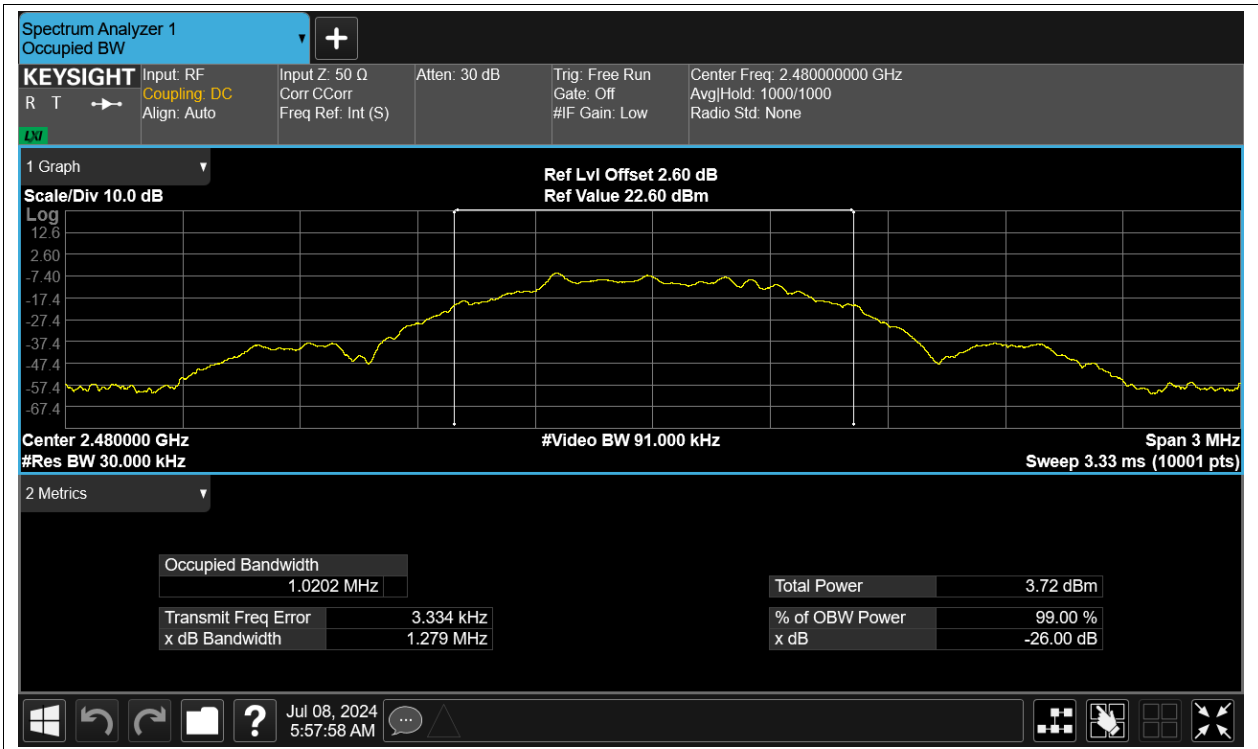 Spectrum Analyzer 1
Occupied BW
KEYSIGHT
R T
LXI
Input: RF
Coupling: DC
Align: Auto
Input Z: 50 Ω
Corr CCorr
Freq Ref: Int (S)
Atten: 30 dB
Trig: Free Run
Gate: Off
#IF Gain: Low
Center Freq: 2.480000000 GHz
Avg|Hold: 1000/1000
Radio Std: None
1 Graph
Scale/Div 10.0 dB
Ref Lvl Offset 2.60 dB
Ref Value 22.60 dBm
Log
12.6
2.60
-7.40
-17.4
-27.4
-37.4
-47.4
-57.4
-67.4
Center 2.480000 GHz
#Res BW 30.000 kHz
#Video BW 91.000 kHz
Span 3 MHz
Sweep 3.33 ms (10001 pts)
2 Metrics
Occupied Bandwidth
1.0202 MHz
Transmit Freq Error 3.334 kHz
x dB Bandwidth 1.279 MHz
Total Power 3.72 dBm
% of OBW Power 99.00 %
x dB -26.00 dB
?
Jul 08, 2024
5:57:58 AM